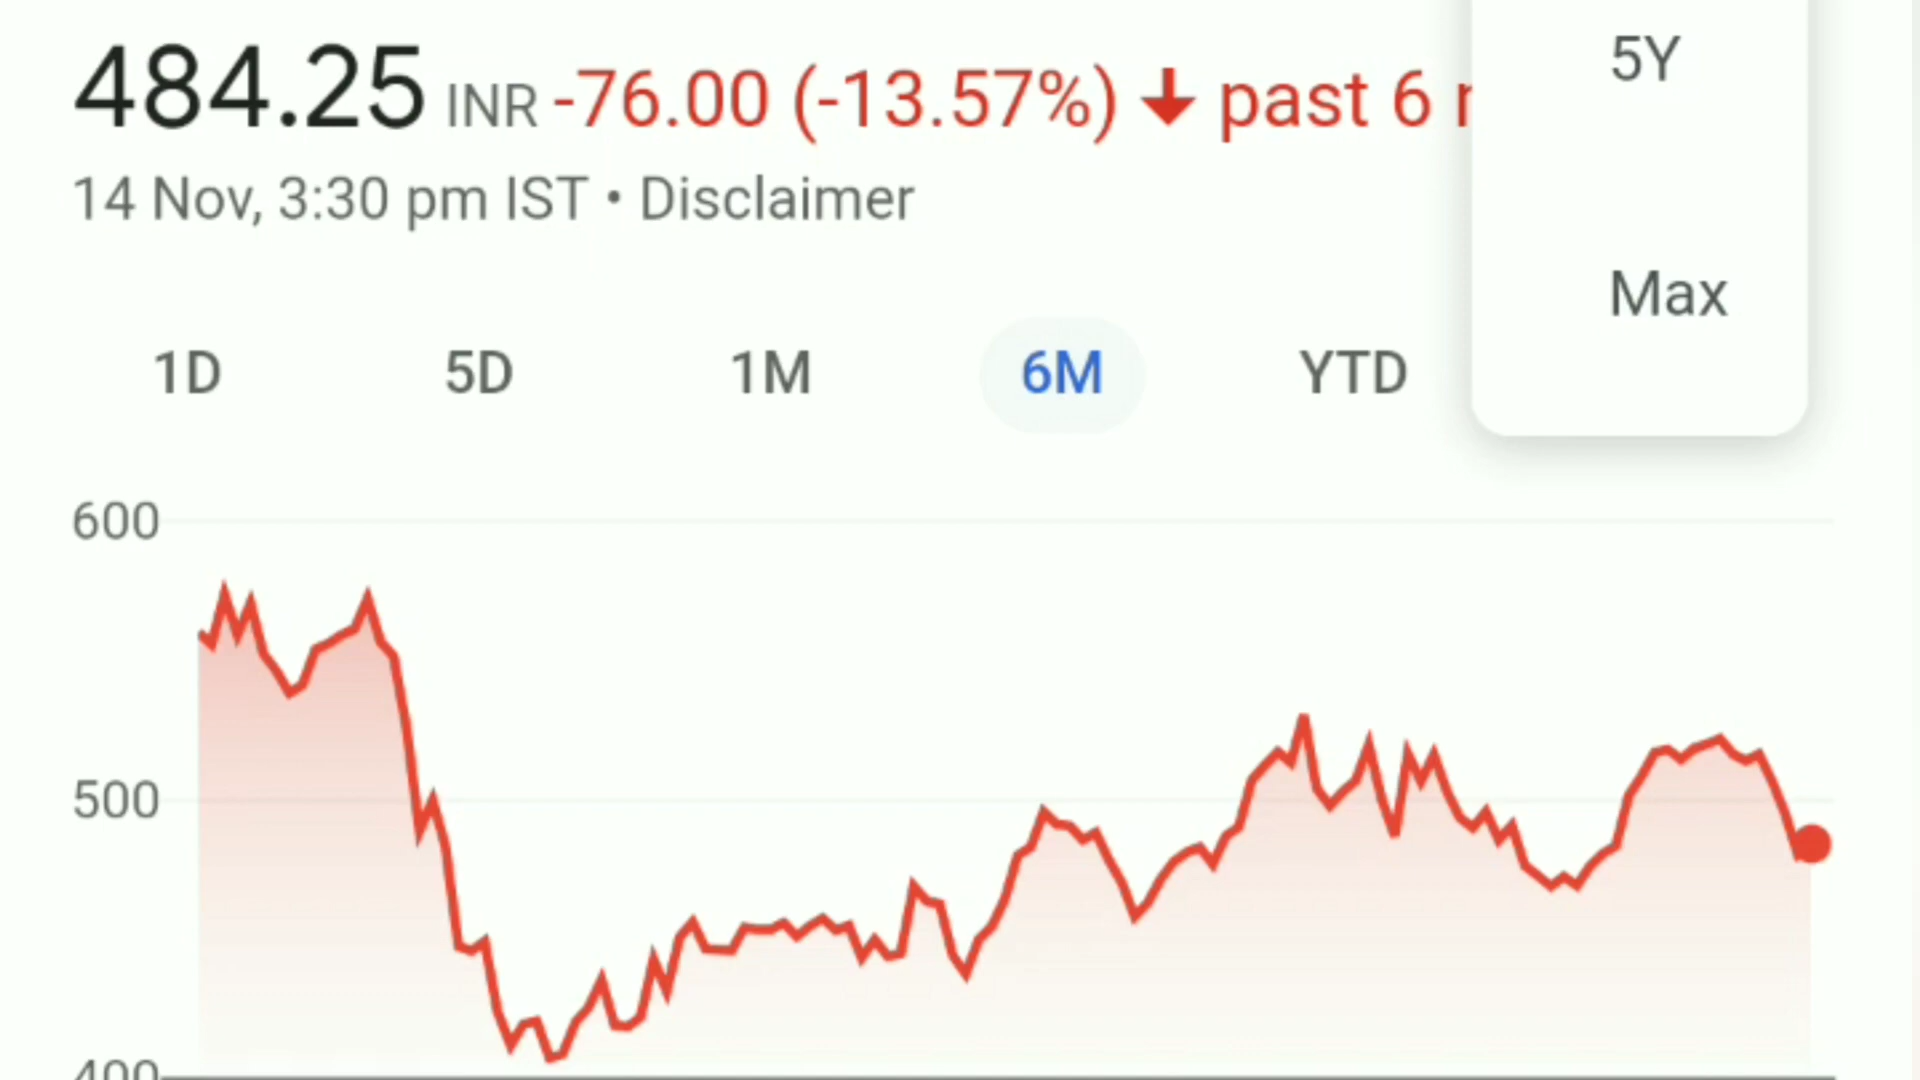 484.25 INR -76.00 (-13.57%) past 6
14 Nov, 3:30 pm IST • Disclaimer
5Y
Max
1D 5D 1M 6M YTD
600
500
400